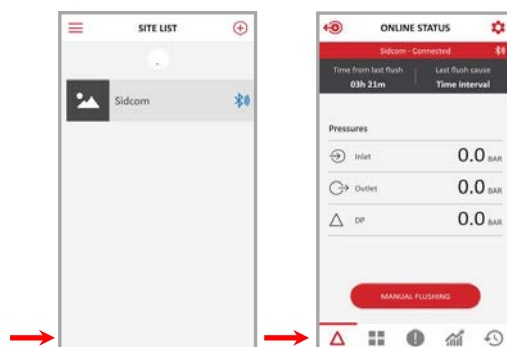 SITE LIST
Sidcom
ONLINE STATUS
Sidcom - Connected
Time from last flush
03h 21m
Last flush cause
Time Interval
Pressures
Inlet 0.0 BAR
Outlet 0.0 BAR
DP 0.0 BAR
MANUAL FLUSHING